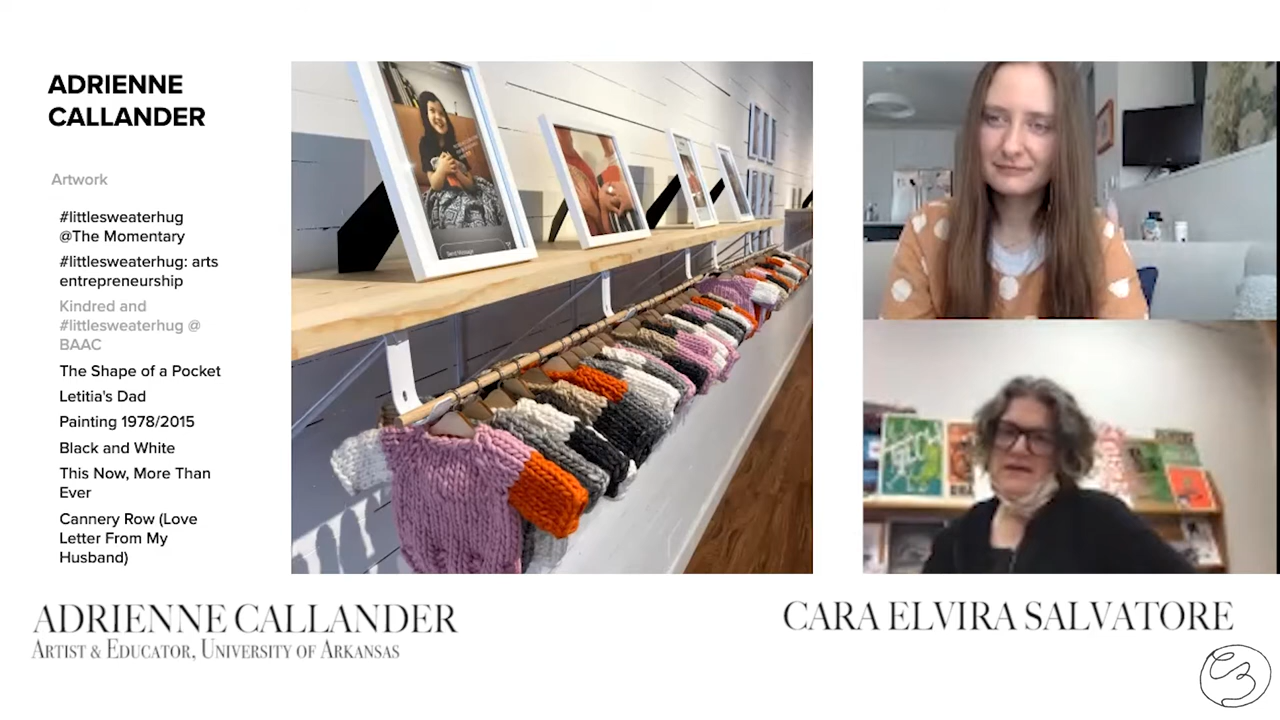 ADRIENNE
CALLANDER
Artwork
#littlesweaterhug
@The Momentary
#littlesweaterhug: arts
entrepreneurship
Kindred and
#littlesweaterhug @
BAAC
The Shape of a Pocket
Letitia's Dad
Painting 1978/2015
Black and White
This Now, More Than
Ever
Cannery Row (Love
Letter From My
Husband)
Send Message
ADRIENNE CALLANDER
ARTIST & EDUCATOR, UNIVERSITY OF ARKANSAS
CARA ELVIRA SALVATORE